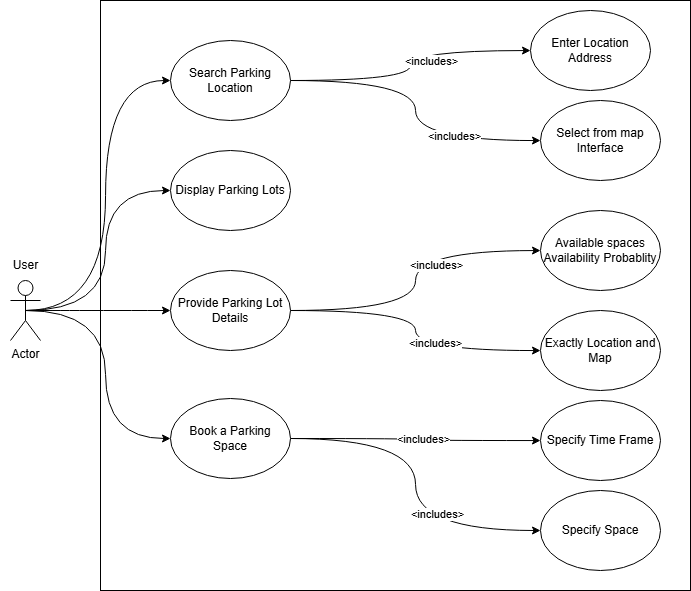 Enter Location
Address
<includes>
Search Parking
Location
<includes>
Select from map
Interface
Display Parking Lots
Available spaces
Availability Probablity
<includes>
User
Provide Parking Lot
Details
<includes>
Exactly Location and
Map
Actor
Book a Parking
Space
<includes>
Specify Time Frame
<includes>
Specify Space